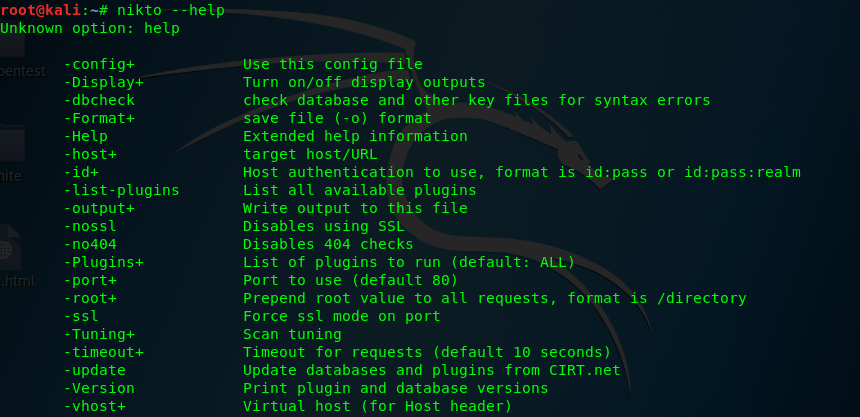 root@kali:~# nikto --help
Unknown option: help
-config+ Use this config file
-Display+ Turn on/off display outputs
-dbcheck check database and other key files for syntax errors
-Format+ save file (-o) format
-Help Extended help information
-host+ target host/URL
-id+ Host authentication to use, format is id:pass or id:pass:realm
-list-plugins List all available plugins
-output+ Write output to this file
-nossl Disables using SSL
-no404 Disables 404 checks
-Plugins+ List of plugins to run (default: ALL)
-port+ Port to use (default 80)
-root+ Prepend root value to all requests, format is /directory
-ssl Force ssl mode on port
-Tuning+ Scan tuning
-timeout+ Timeout for requests (default 10 seconds)
-update Update databases and plugins from CIRT.net
-Version Print plugin and database versions
-vhost+ Virtual host (for Host header)
pentest
.html